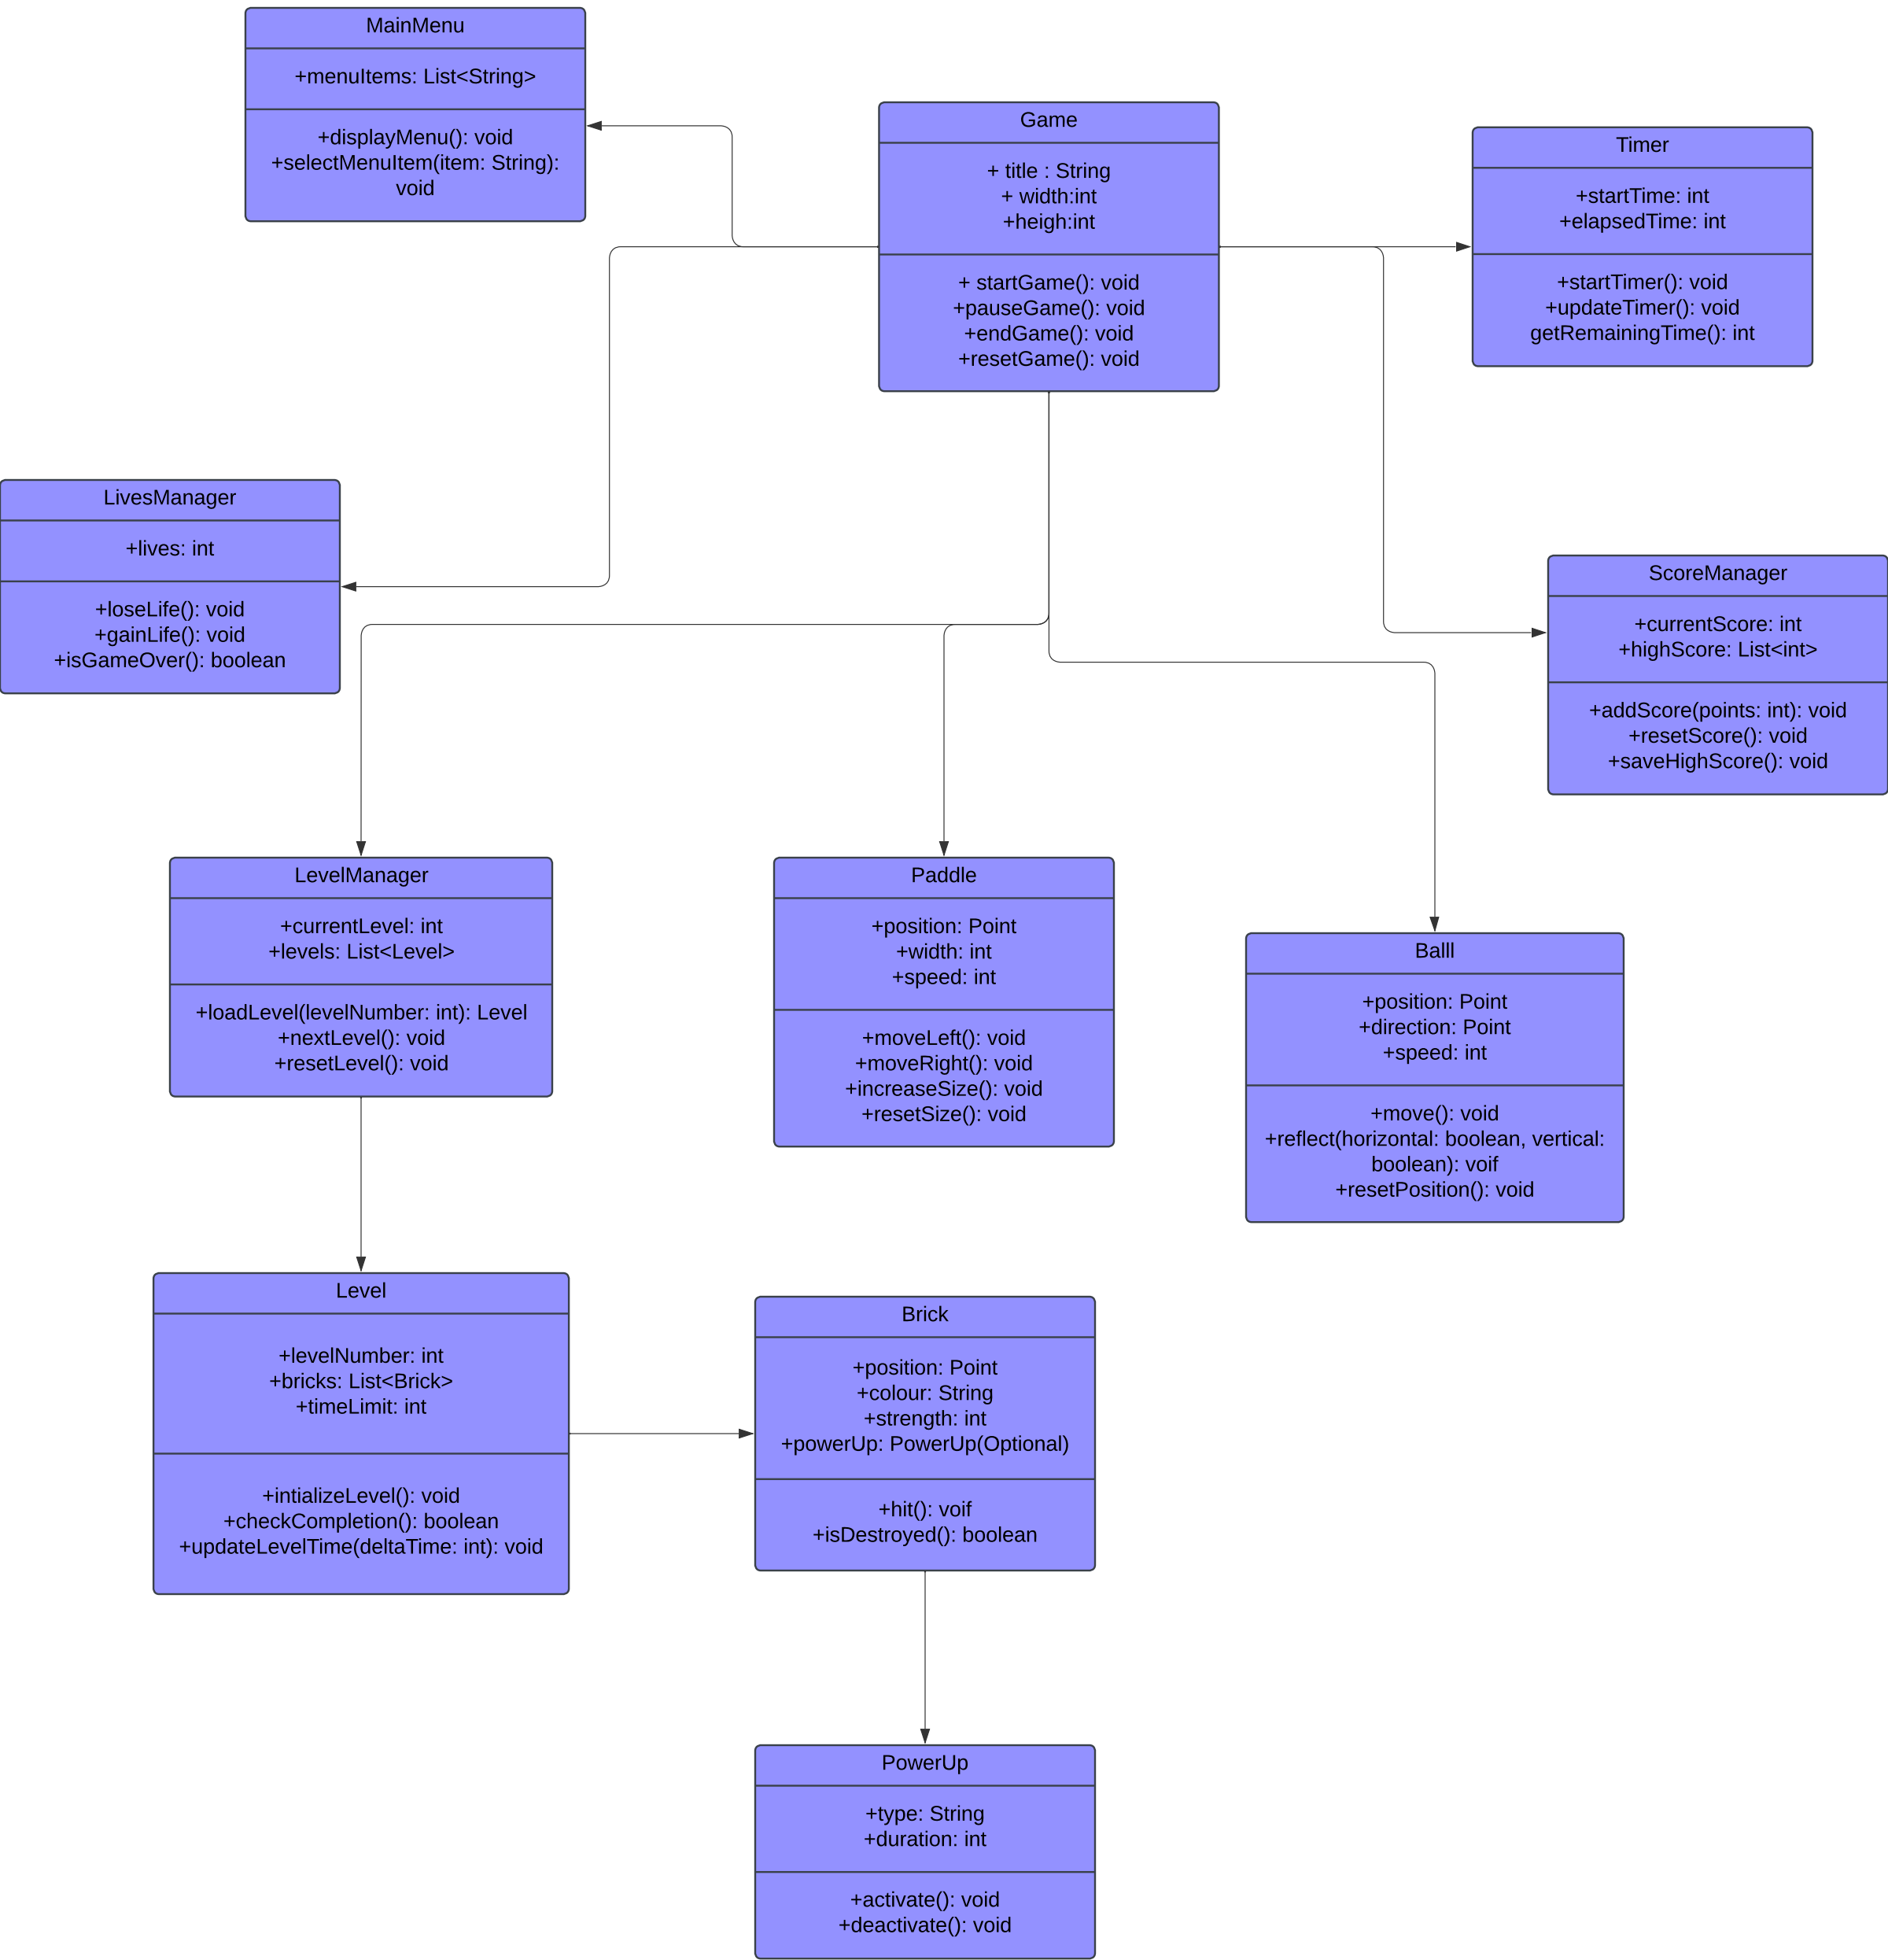 MainMenu
+menuItems: List<String>
+displayMenu(): void
+selectMenuItem(item: String):
void
Game
+ title : String
+ width:int
+heigh:int
+ startGame(): void
+pauseGame(): void
+endGame(): void
+resetGame(): void
Timer
+startTime: int
+elapsedTime: int
+startTimer(): void
+updateTimer(): void
getRemainingTime(): int
LivesManager
+lives: int
+loseLife(): void
+gainLife(): void
+isGameOver(): boolean
ScoreManager
+currentScore: int
+highScore: List<int>
+addScore(points: int): void
+resetScore(): void
+saveHighScore(): void
LevelManager
+currentLevel: int
+levels: List<Level>
+loadLevel(levelNumber: int): Level
+nextLevel(): void
+resetLevel(): void
Paddle
+position: Point
+width: int
+speed: int
+moveLeft(): void
+moveRight(): void
+increaseSize(): void
+resetSize(): void
Balll
+position: Point
+direction: Point
+speed: int
+move(): void
+reflect(horizontal: boolean, vertical:
boolean): voif
+resetPosition(): void
Level
+levelNumber: int
+bricks: List<Brick>
+timeLimit: int
+intializeLevel(): void
+checkCompletion(): boolean
+updateLevelTime(deltaTime: int): void
Brick
+position: Point
+colour: String
+strength: int
+powerUp: PowerUp(Optional)
+hit(): voif
+isDestroyed(): boolean
PowerUp
+type: String
+duration: int
+activate(): void
+deactivate(): void